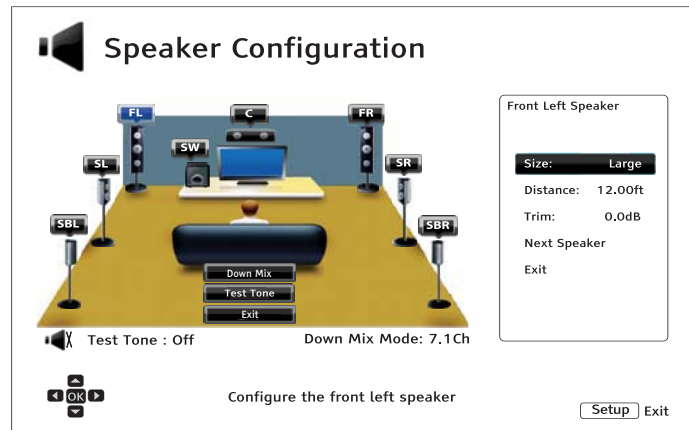 Speaker Configuration
FL
C
FR
SW
SL
SR
SBL
SBR
Down Mix
Test Tone
Exit
X Test Tone : Off
Down Mix Mode: 7.1Ch
Front Left Speaker
Size: Large
Distance: 12.00ft
Trim: 0.0dB
Next Speaker
Exit
OK
Configure the front left speaker
Setup Exit